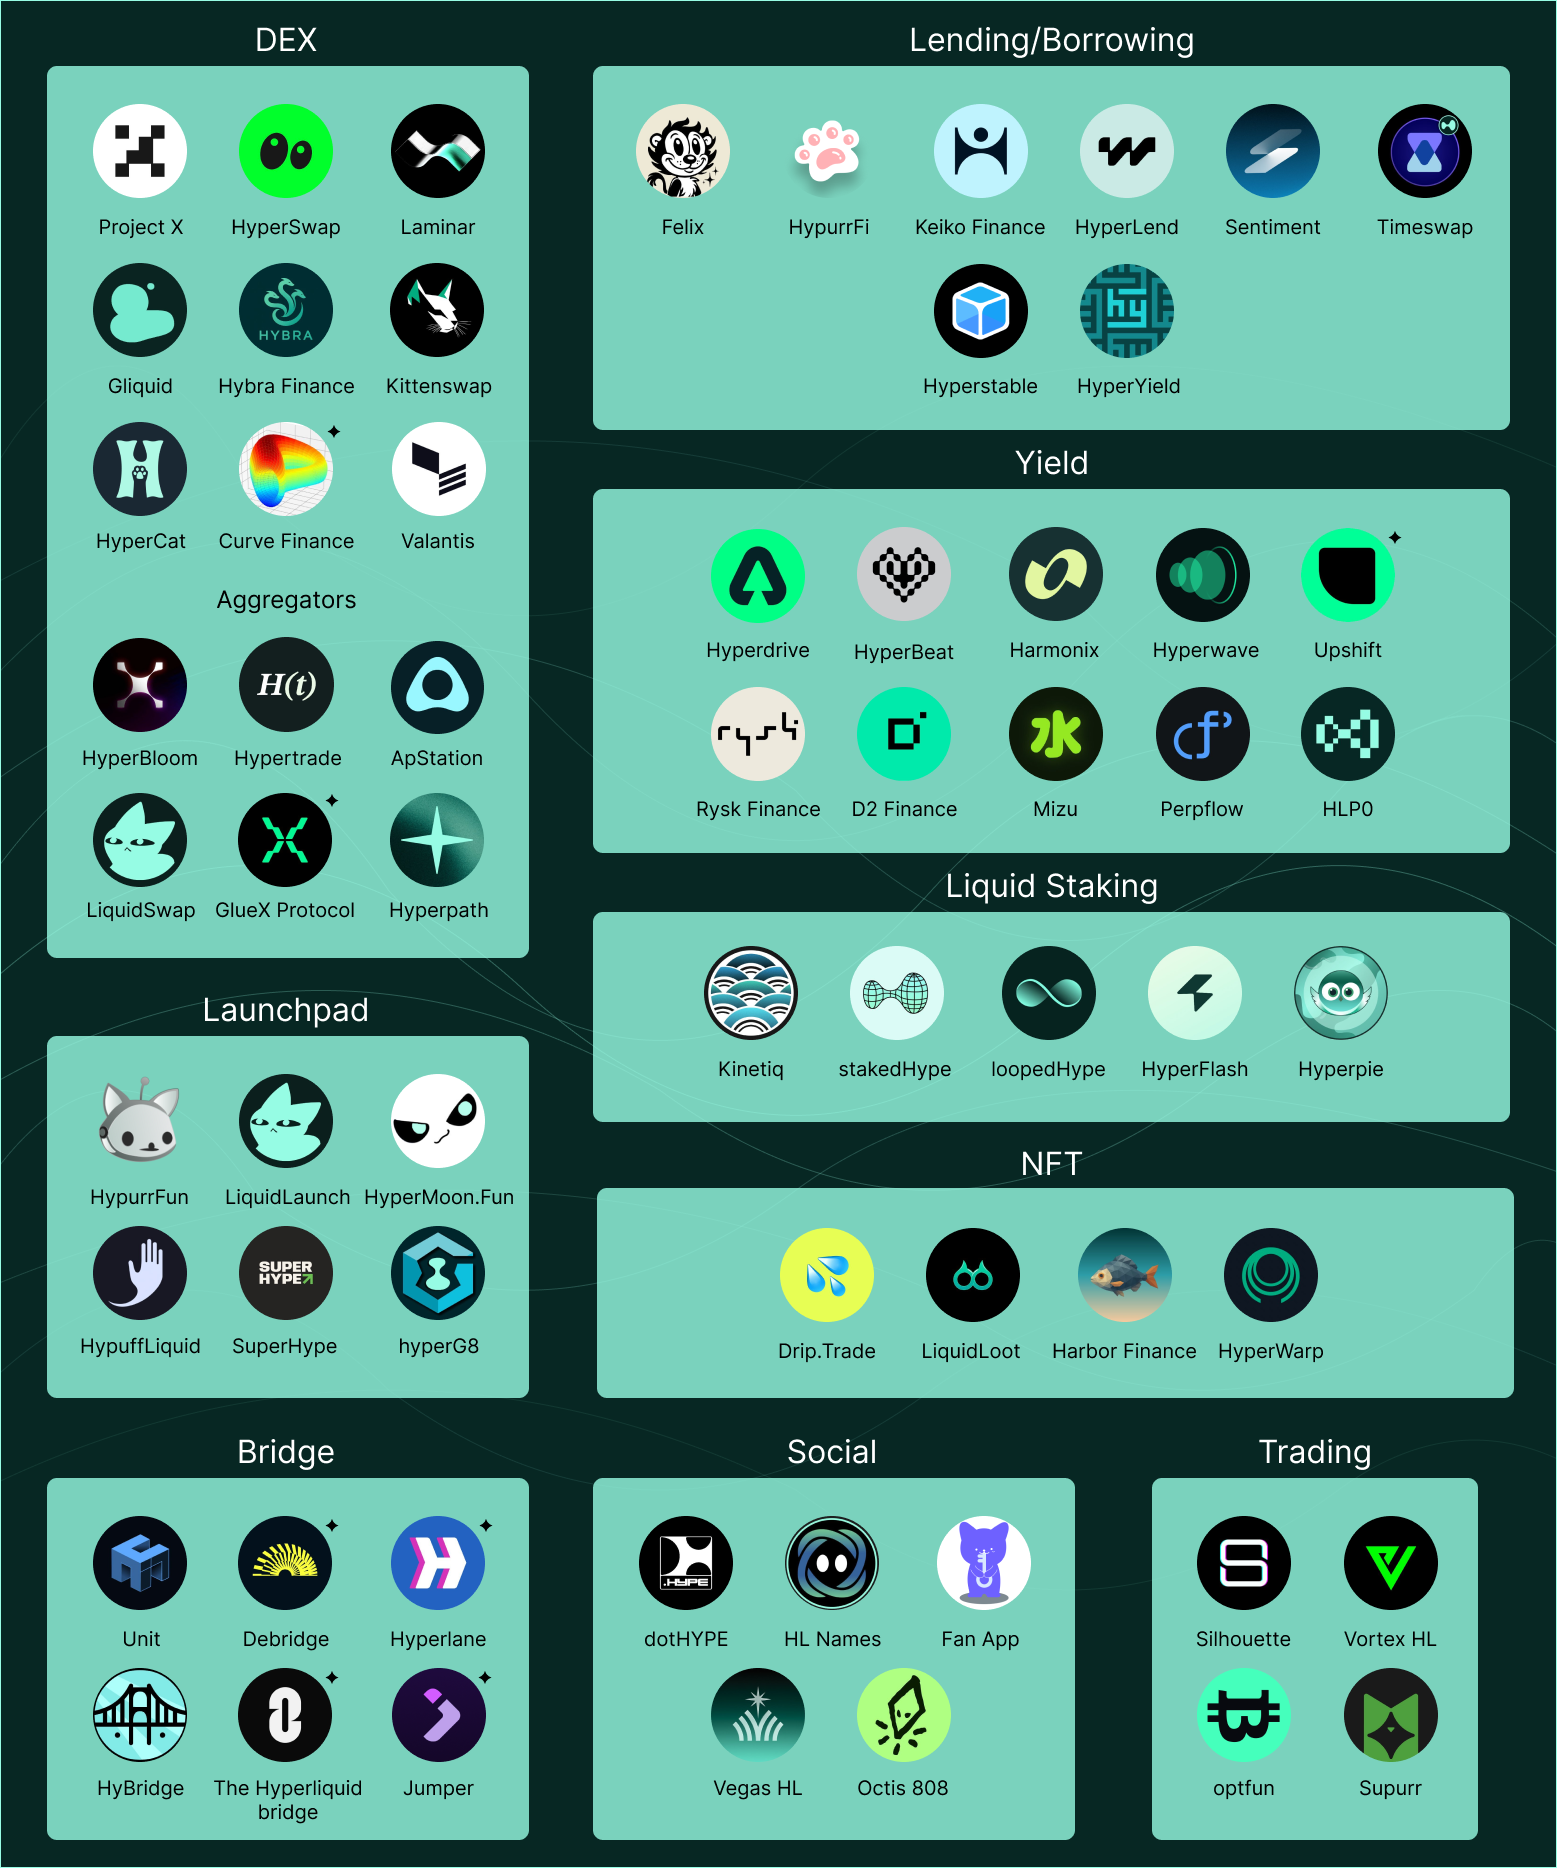 DEX
Project X
HyperSwap
Laminar
Gliquid
HYBRA
Hybra Finance
Kittenswap
HyperCat
Curve Finance
Valantis
Aggregators
HyperBloom
H(t)
Hypertrade
ApStation
LiquidSwap
GlueX Protocol
Hyperpath
Lending/Borrowing
Felix
HypurrFi
Keiko Finance
HyperLend
Sentiment
Timeswap
Hyperstable
hy
HyperYield
Yield
Hyperdrive
HyperBeat
Harmonix
Hyperwave
Upshift
rysk
Rysk Finance
D2 Finance
Mizu
Perpflow
HLP0
Liquid Staking
Kinetiq
stakedHype
loopedHype
HyperFlash
Hyperpie
Launchpad
HypurrFun
LiquidLaunch
HyperMoon.Fun
HypuffLiquid
SUPER
HYPE
SuperHype
hyperG8
NFT
Drip.Trade
LiquidLoot
Harbor Finance
HyperWarp
Bridge
Unit
Debridge
Hyperlane
HyBridge
The Hyperliquid
bridge
Jumper
Social
.HYPE
dotHYPE
HL Names
Fan App
Vegas HL
Octis 808
Trading
Silhouette
Vortex HL
optfun
Supurr